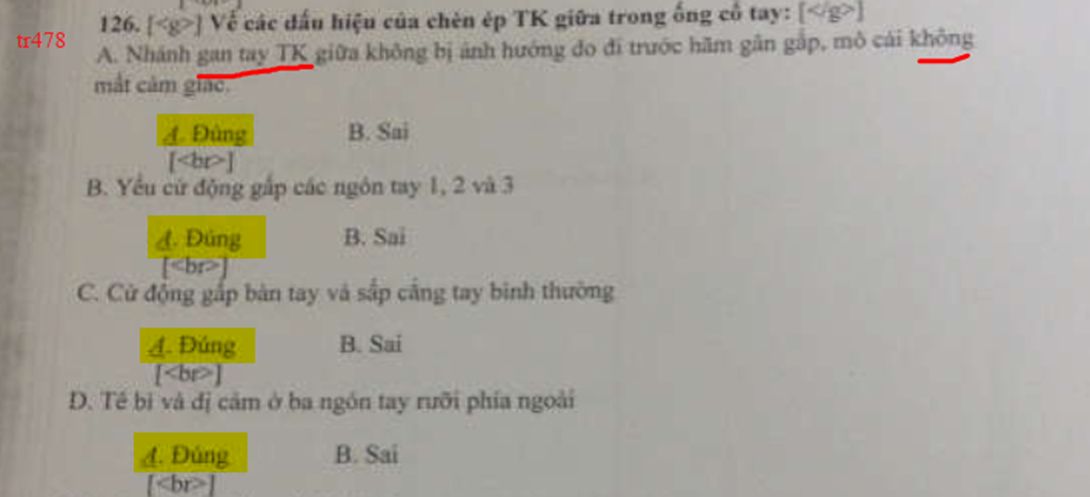 tr478
126. [<g>] Về các dấu hiệu của chèn ép TK giữa trong ống cổ tay: [</g>]
A. Nhánh gan tay TK giữa không bị ảnh hưởng do đi trước hãm gân gấp, mô cái không
mất cảm giác.
A. Đúng B. Sai
[<br>]
B. Yếu cử động gấp các ngón tay 1, 2 và 3
A. Đúng B. Sai
[<br>]
C. Cử động gấp bàn tay và sấp cẳng tay bình thường
A. Đúng B. Sai
[<br>]
D. Tê bì và dị cảm ở ba ngón tay rưỡi phía ngoài
A. Đúng B. Sai
[<br>]